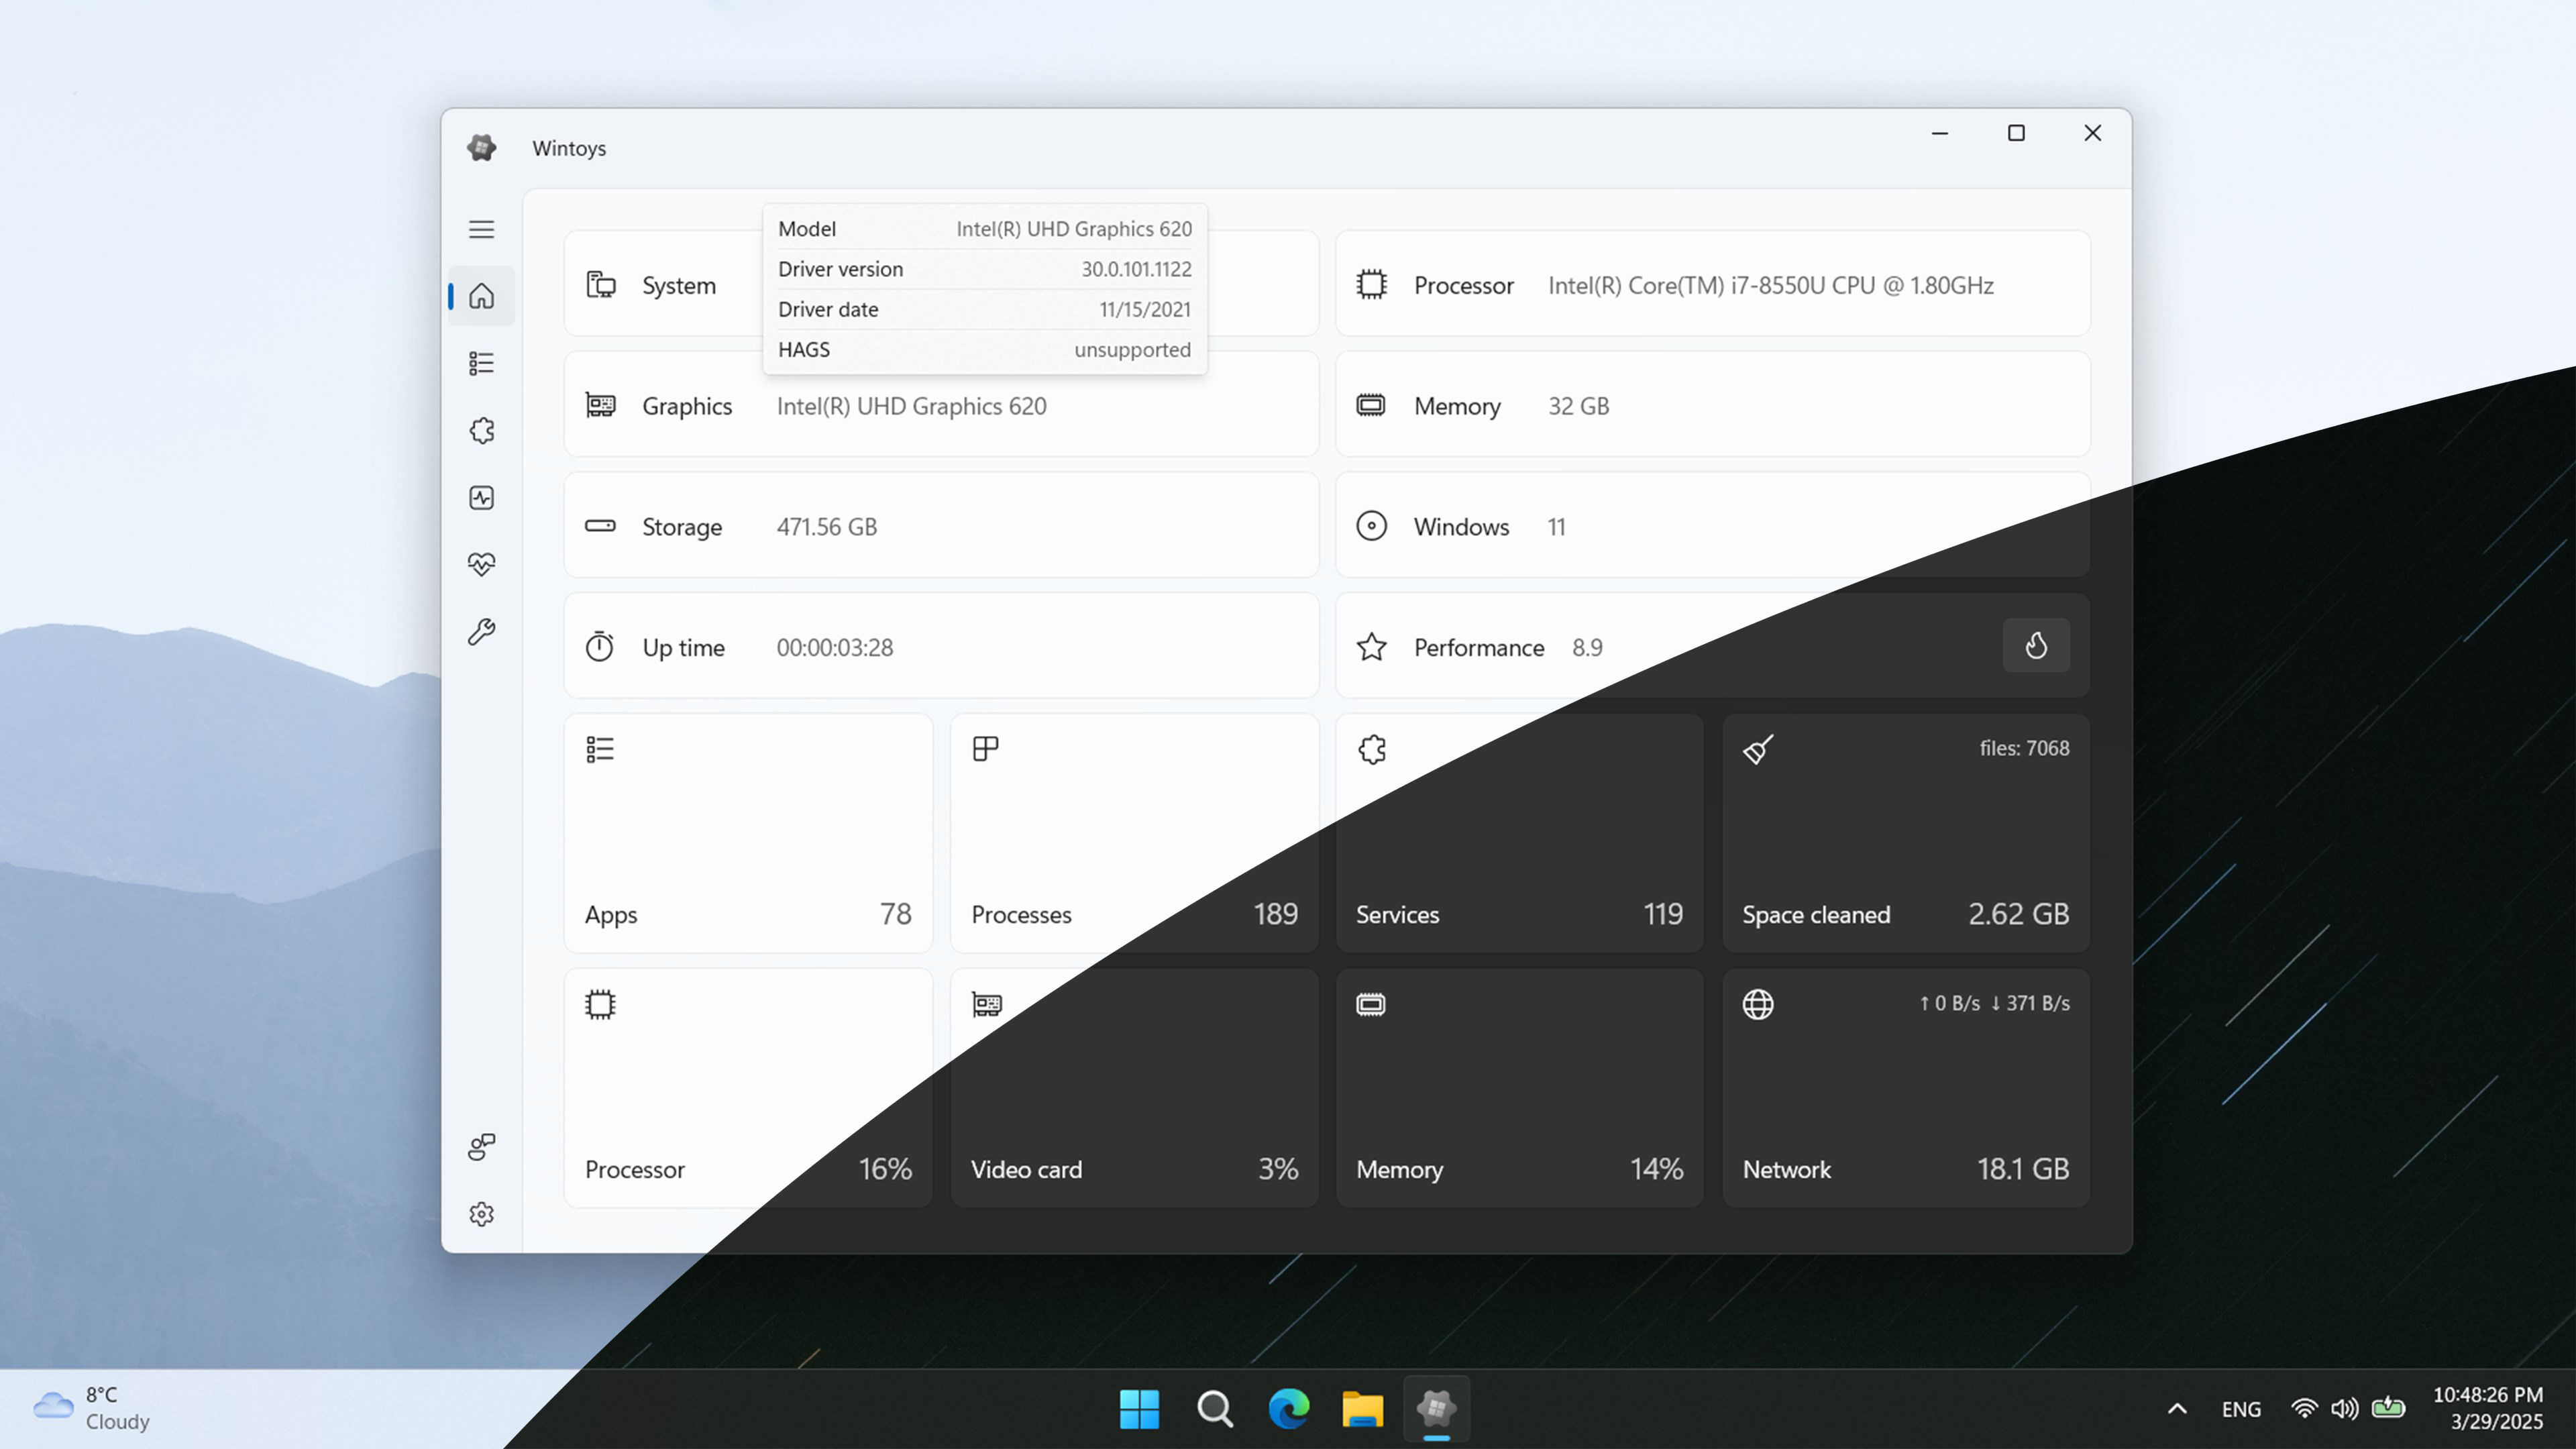 Wintoys
Model Intel(R) UHD Graphics 620
Driver version 30.0.101.1122
Driver date 11/15/2021
HAGS unsupported
System
Processor Intel(R) Core(TM) i7-8550U CPU @ 1.80GHz
Graphics Intel(R) UHD Graphics 620
Memory 32 GB
Storage 471.56 GB
Windows 11
Up time 00:00:03:28
Performance 8.9
files: 7068
Apps 78
Processes 189
Services 119
Space cleaned 2.62 GB
↑ 0 B/s ↓ 371 B/s
Processor 16%
Video card 3%
Memory 14%
Network 18.1 GB
8°C
Cloudy
ENG
10:48:26 PM
3/29/2025